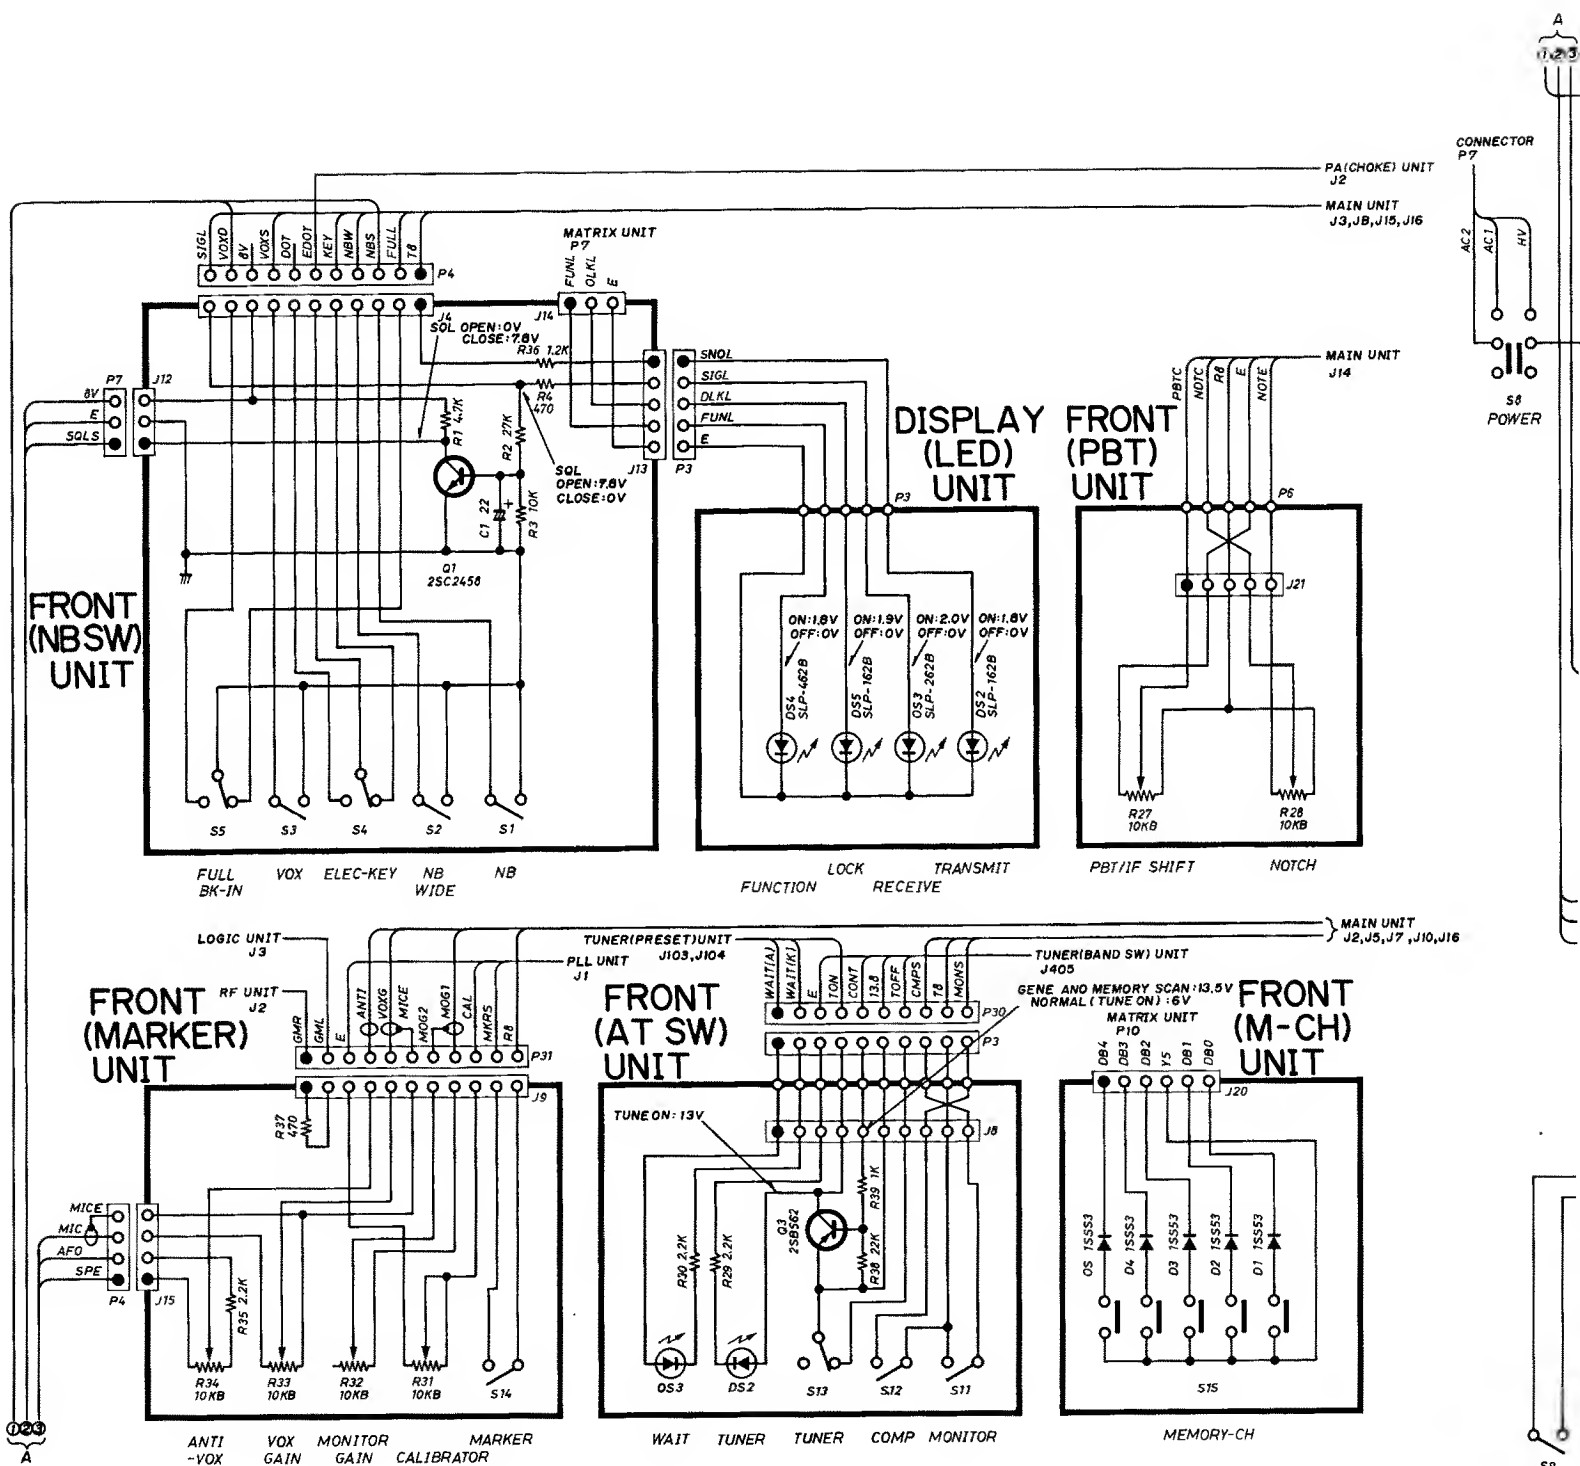 A
① ② ③
CONNECTOR
P7
PA(CHOKE) UNIT
J2
MAIN UNIT
J3,J8,J15,J16
AC2
AC1
HV
S8
POWER
SIGL
VOXD
8V
VOXS
DOT
EDOT
KEY
NBW
NBS
FULL
T8
P4
MATRIX UNIT
P7
FUNL
OLKL
E
J4
J14
SQL OPEN:0V
CLOSE:7.8V
R36 1.2K
R4
470
P7
J12
8V
E
SQLS
R1 4.7K
R2 27K
SQL
OPEN:7.8V
CLOSE:0V
C1 22
+
R3 10K
Q1
2SC2458
J13
P3
SNOL
SIGL
DLKL
FUNL
E
FRONT
(NBSW)
UNIT
S5
S3
S4
S2
S1
FULL
BK-IN
VOX
ELEC-KEY
NB
WIDE
NB
DISPLAY
(LED)
UNIT
P3
ON:1.8V
OFF:0V
ON:1.9V
OFF:0V
ON:2.0V
OFF:0V
ON:1.8V
OFF:0V
DS4
SLP-462B
DS5
SLP-162B
OS3
SLP-262B
DS2
SLP-162B
FUNCTION
LOCK
RECEIVE
TRANSMIT
FRONT
(PBT)
UNIT
PBTC
NDTC
R8
E
NOTE
MAIN UNIT
J14
P6
J21
R27
10KB
R28
10KB
PBT/IF SHIFT
NOTCH
LOGIC UNIT
J3
RF UNIT
J2
PLL UNIT
J1
FRONT
(MARKER)
UNIT
GMR
GML
E
ANTI
VOXG
MICE
MOG2
MOG1
CAL
MKRS
R8
P31
J9
R37
470
MICE
MIC
AFO
SPE
P4
J15
R35 2.2K
R34
10KB
R33
10KB
R32
10KB
R31
10KB
S14
ANTI
-VOX
VOX
GAIN
MONITOR
GAIN
CALIBRATOR
MARKER
① ② ③
A
TUNER(PRESET)UNIT
J103,J104
MAIN UNIT
J2,J5,J7,J10,J16
TUNER(BAND SW) UNIT
J405
GENE AND MEMORY SCAN:13.5V
NORMAL(TUNE ON):6V
FRONT
(AT SW)
UNIT
WAIT(A)
WAIT(K)
E
TON
CONT
13.8
TOFF
CMPS
T8
MONS
P30
P3
TUNE ON: 13V
J8
R39 1K
Q3
2SB562
R38 22K
R30 2.2K
R29 2.2K
OS3
DS2
S13
S12
S11
WAIT
TUNER
TUNER
COMP
MONITOR
FRONT
(M-CH)
UNIT
MATRIX UNIT
P10
DB4
DB3
DB2
Y5
DB1
DB0
J20
OS 1SSS3
D4 1SSS3
D3 1SS53
D2 1SS53
D1 1SS53
S15
MEMORY-CH
S9